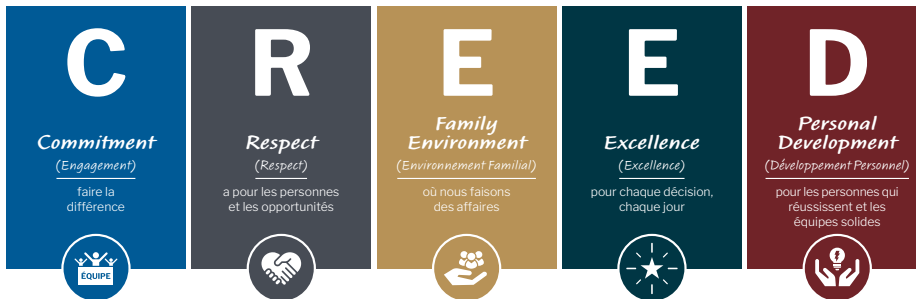 C
Commitment
(Engagement)
faire la
différence
ÉQUIPE
R
Respect
(Respect)
a pour les personnes
et les opportunités
E
Family
Environment
(Environnement Familial)
où nous faisons
des affaires
E
Excellence
(Excellence)
pour chaque décision,
chaque jour
D
Personal
Development
(Développement Personnel)
pour les personnes qui
réussissent et les
équipes solides